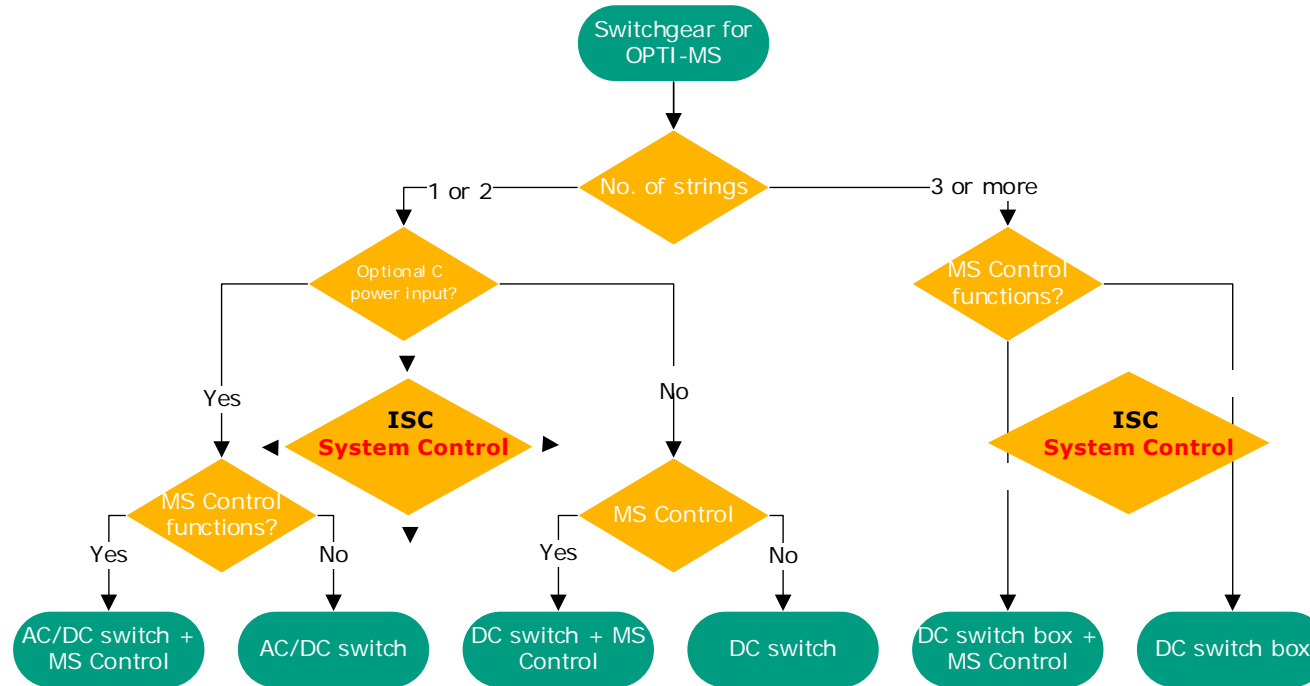 Switchgear for
OPTI-MS
No. of strings
1 or 2
3 or more
Optional C
power input?
MS Control
functions?
Yes
No
ISC
System Control
ISC
System Control
MS Control
functions?
MS Control
Yes
No
Yes
No
AC/DC switch +
MS Control
AC/DC switch
DC switch + MS
Control
DC switch
DC switch box +
MS Control
DC switch box